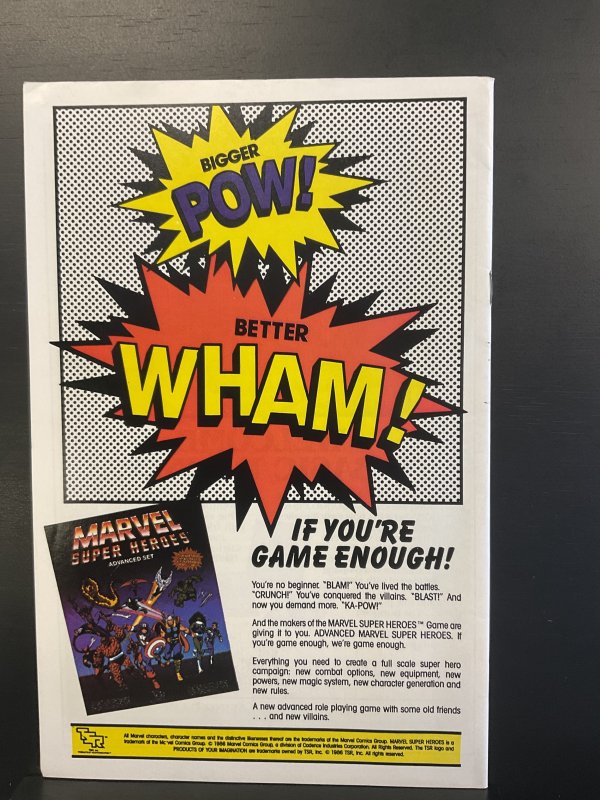 BIGGER
POW!
BETTER
WHAM!
MARVEL
SUPER HEROES
ADVANCED SET
IF YOU'RE
GAME ENOUGH!
You're no beginner. "BLAM!" You've lived the battles.
"CRUNCH!" You've conquered the villains. "BLAST!" And
now you demand more. "KA-POW!"
And the makers of the MARVEL SUPER HEROES™ Game are
giving it to you. ADVANCED MARVEL SUPER HEROES. If
you're game enough, we're game enough.
Everything you need to create a full scale super hero
campaign: new combat options, new equipment, new
powers, new magic system, new character generation and
new rules.
A new advanced role playing game with some old friends
. . . and new villains.
TSR
All Marvel characters, character names and the distinctive likenesses thereof are the trademarks of the Marvel Comics Group. MARVEL SUPER HEROES is a
trademark of the Marvel Comics Group. © 1986 Marvel Comics Group, a division of Cadence Industries Corporation. All Rights Reserved. The TSR logo and
PRODUCTS OF YOUR IMAGINATION are trademarks owned by TSR, Inc. © 1986 TSR, Inc. All rights reserved.